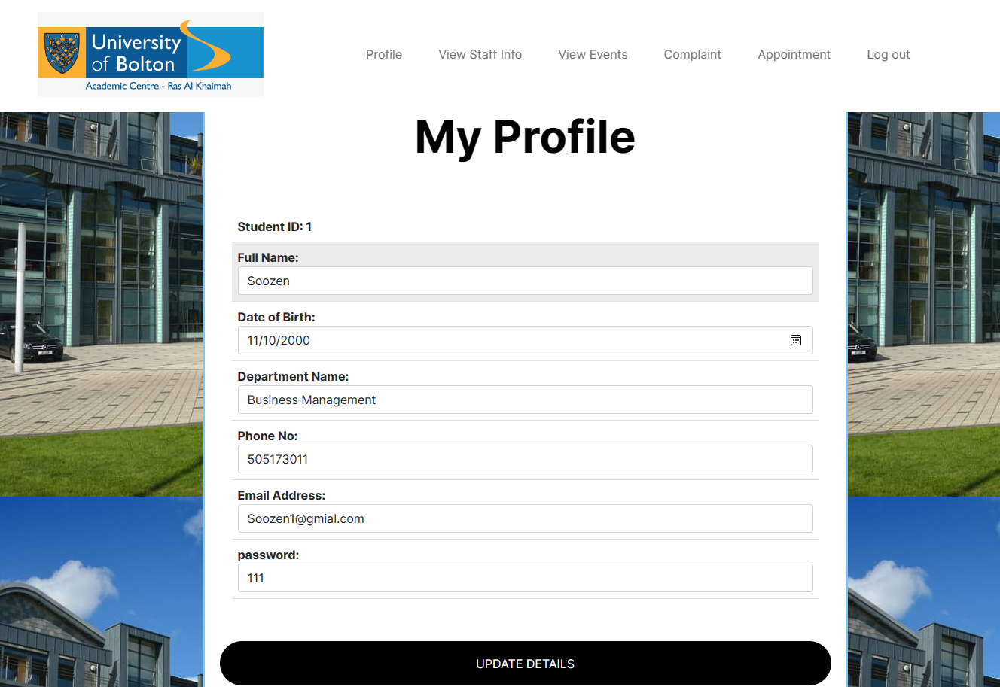 University
of Bolton
Academic Centre - Ras Al Khaimah
Profile
View Staff Info
View Events
Complaint
Appointment
Log out
My Profile
Student ID: 1
Full Name:
Soozen
Date of Birth:
11/10/2000
Department Name:
Business Management
Phone No:
505173011
Email Address:
Soozen1@gmial.com
password:
111
UPDATE DETAILS